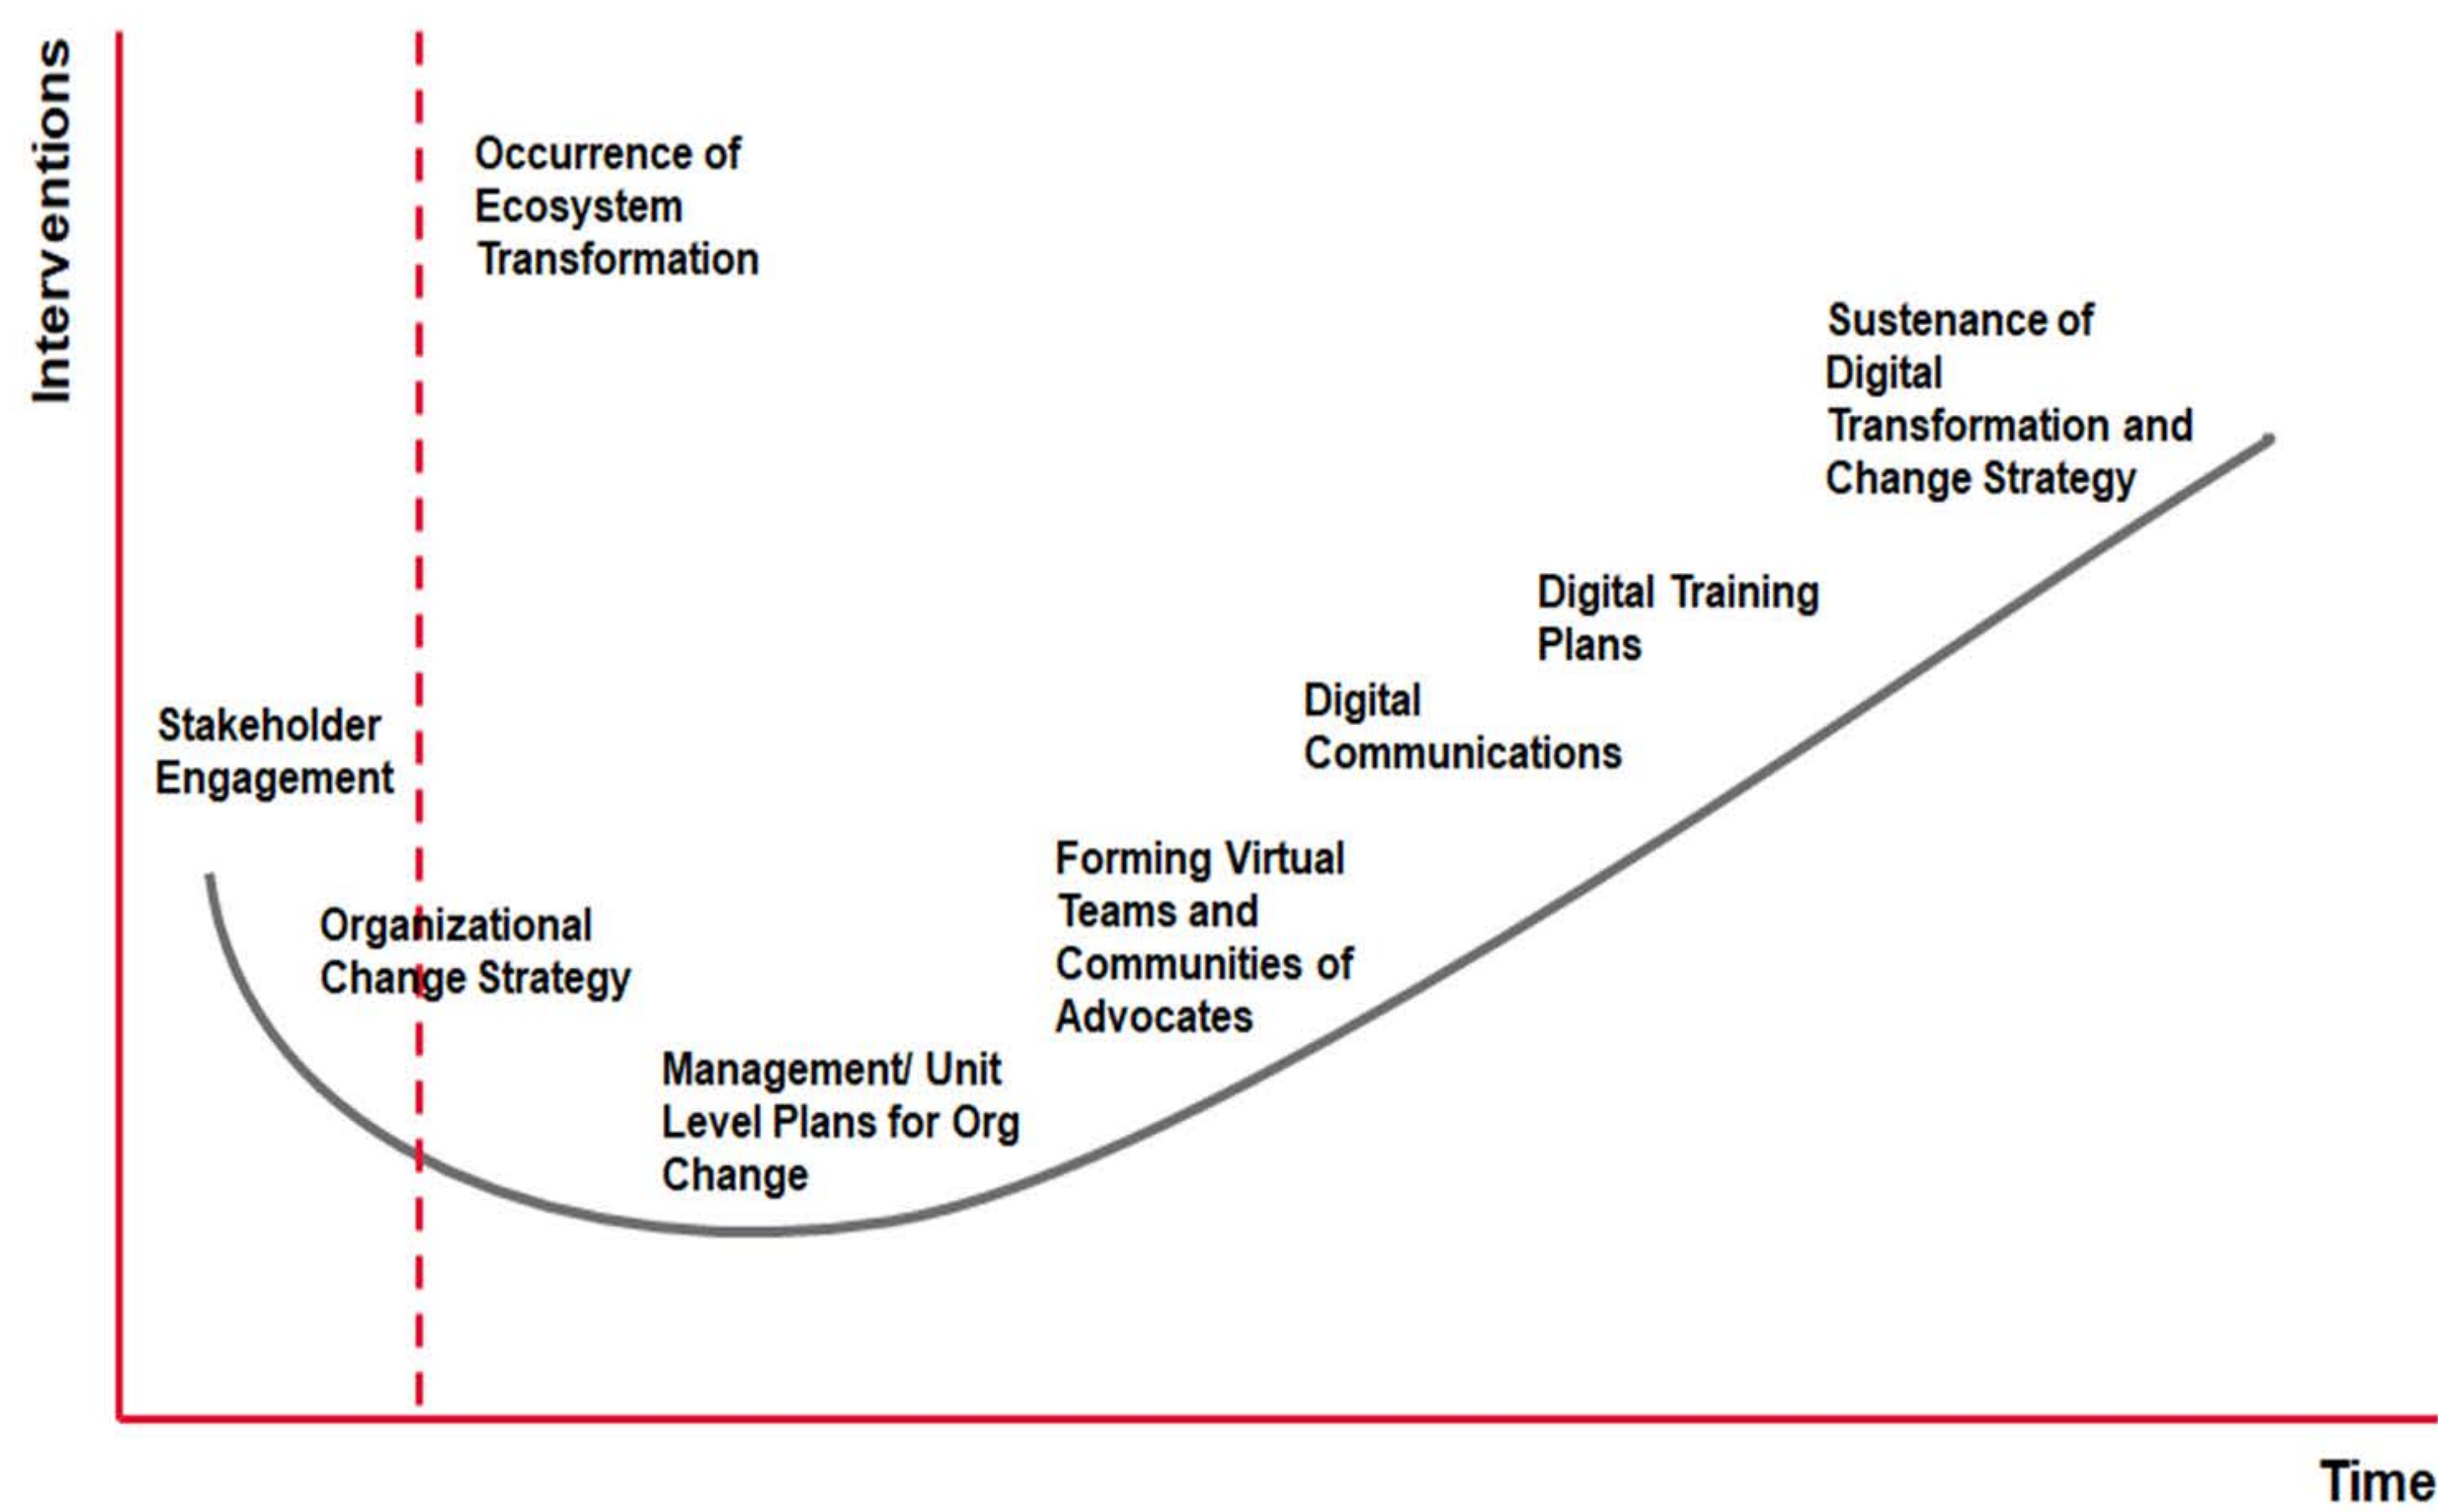 Interventions
Occurrence of
Ecosystem
Transformation
Sustenance of
Digital
Transformation and
Change Strategy
Digital Training
Plans
Digital
Communications
Stakeholder
Engagement
Forming Virtual
Teams and
Communities of
Advocates
Organizational
Change Strategy
Management/ Unit
Level Plans for Org
Change
Time